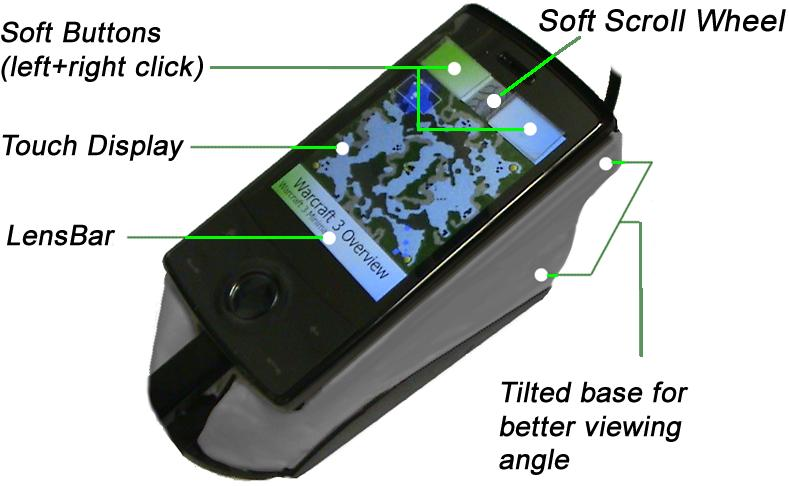 Soft Buttons
(left+right click)
Soft Scroll Wheel
Touch Display
LensBar
Warcraft 3 Overview
Tilted base for
better viewing
angle